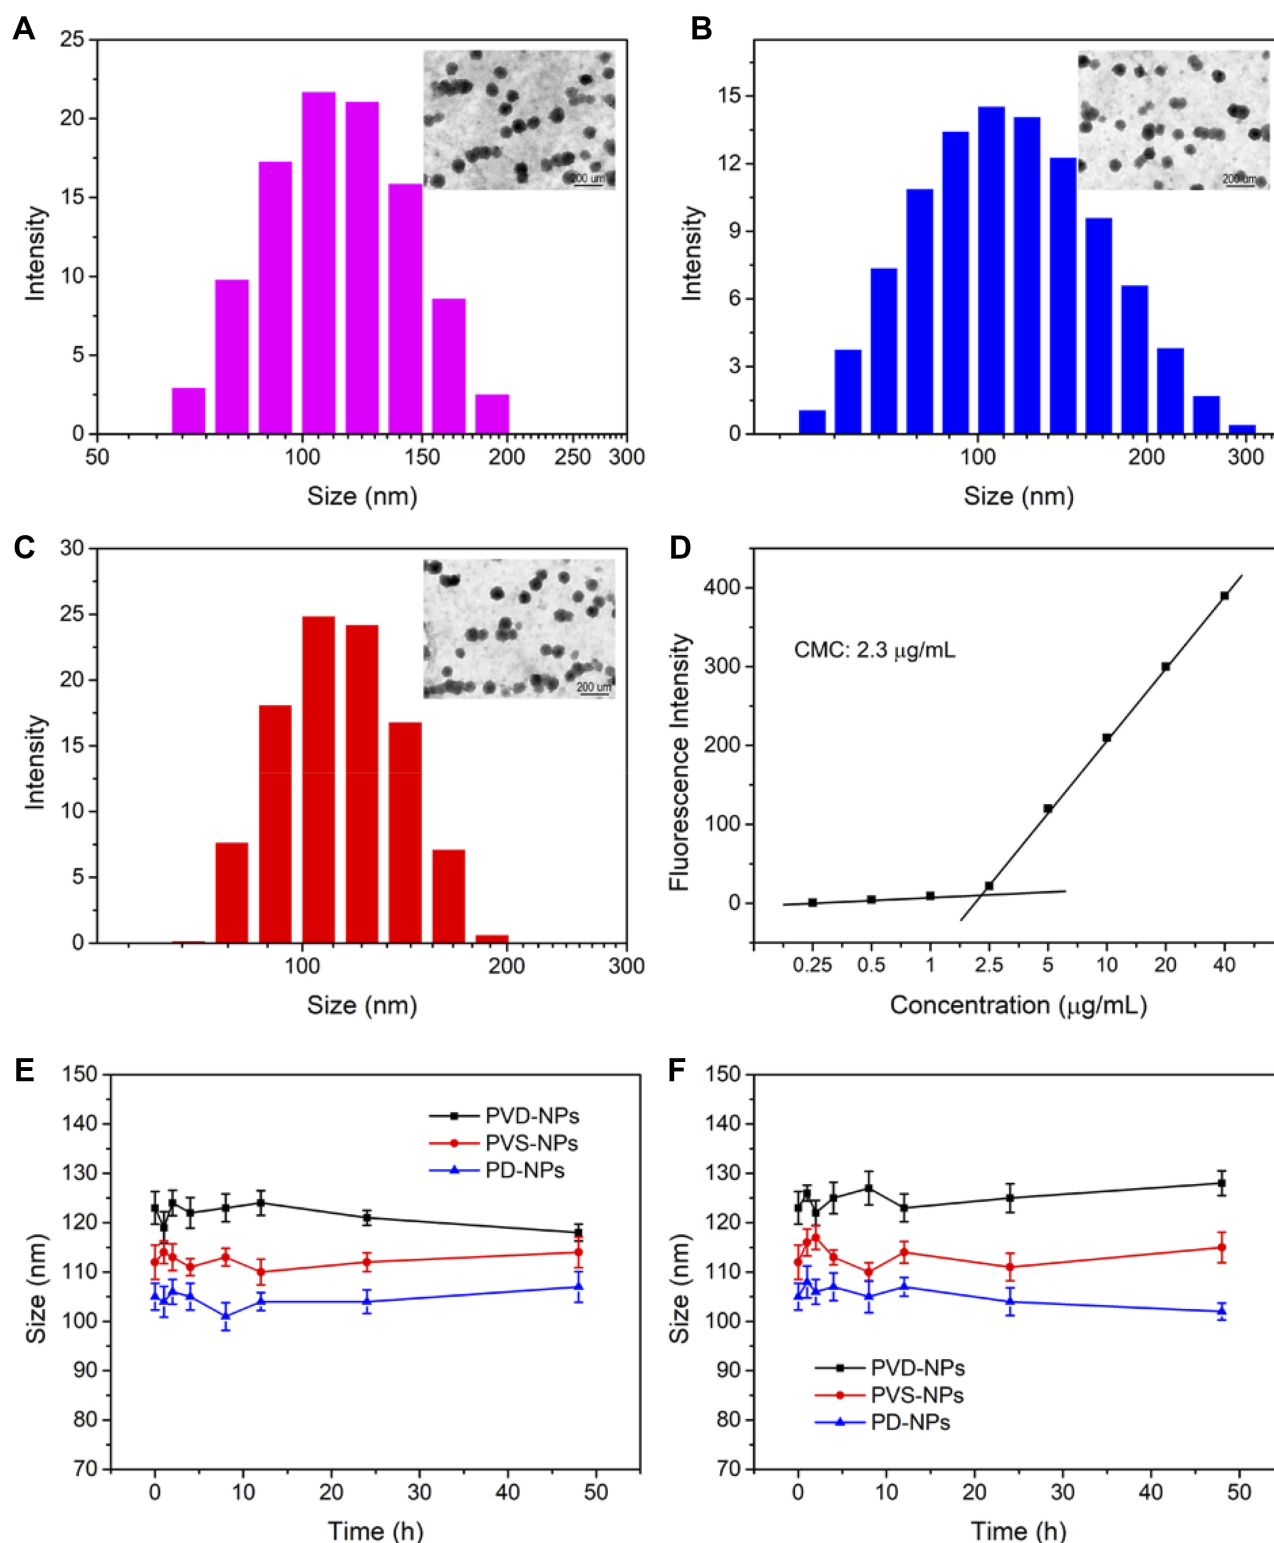 A
25
20
15
10
5
0
Intensity
200 um
50 100 150 200 250 300
Size (nm)
B
15
12
9
6
3
0
Intensity
200 um
100 200 300
Size (nm)
C
30
25
20
15
10
5
0
Intensity
200 um
100 200 300
Size (nm)
D
400
300
200
100
0
Fluorescence Intensity
CMC: 2.3 μg/mL
0.25 0.5 1 2.5 5 10 20 40
Concentration (μg/mL)
E
150
140
130
120
110
100
90
80
70
Size (nm)
PVD-NPs
PVS-NPs
PD-NPs
0 10 20 30 40 50
Time (h)
F
150
140
130
120
110
100
90
80
70
Size (nm)
PVD-NPs
PVS-NPs
PD-NPs
0 10 20 30 40 50
Time (h)